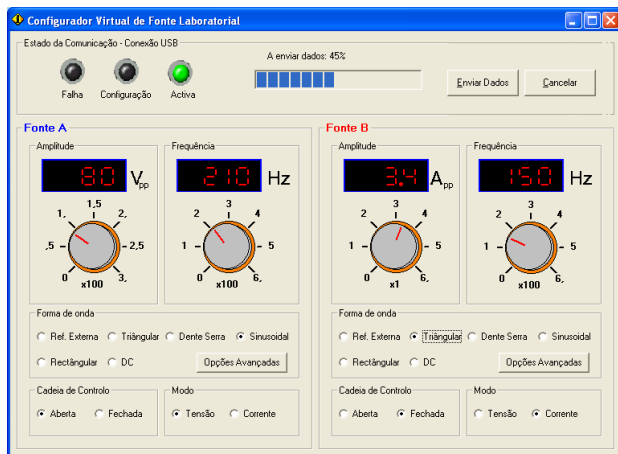 Configurador Virtual de Fonte Laboratorial
Estado da Comunicação - Conexão USB
A enviar dados: 45%
Falha Configuração Activa
Enviar Dados Cancelar
Fonte A
Amplitude Frequência
80 Vpp 210 Hz
1,5 3
1, 2, 2 4
,5 2,5 1 5
0 3, 0 6,
x100 x100
Forma de onda
Ref. Externa Triângular Dente Serra Sinusoidal
Rectângular DC Opções Avançadas
Cadeia de Controlo Modo
Aberta Fechada Tensão Corrente
Fonte B
Amplitude Frequência
3.4 App 150 Hz
3 3
2 4 2 4
1 5 1 5
0 6, 0 6,
x1 x100
Forma de onda
Ref. Externa Triângular Dente Serra Sinusoidal
Rectângular DC Opções Avançadas
Cadeia de Controlo Modo
Aberta Fechada Tensão Corrente